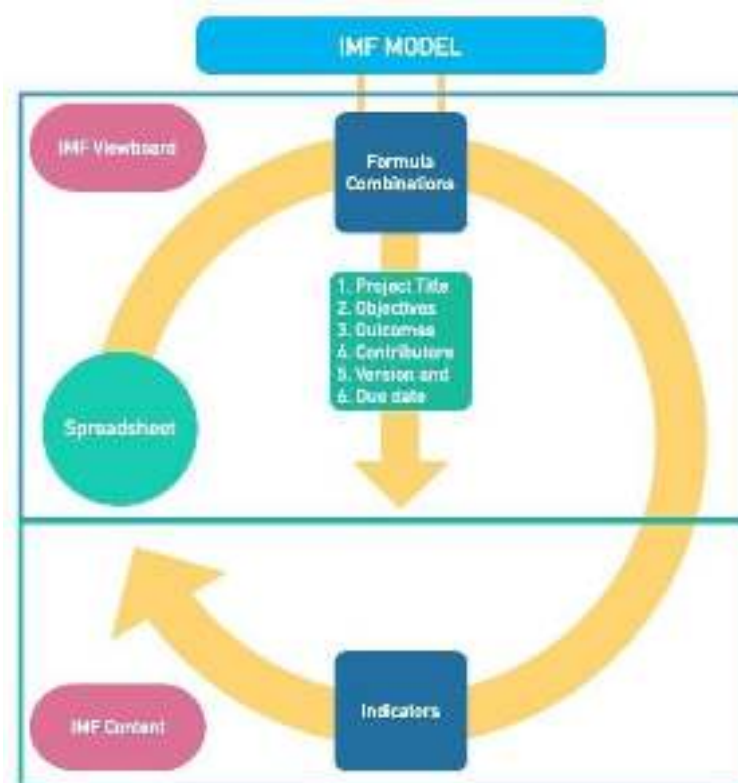 IMF MODEL
IMF Viewboard
Formula
Combinations
1. Project Title
2. Objectives
3. Outcomes
4. Contributors
5. Version and
6. Due date
Spreadsheet
Indicators
IMF Content